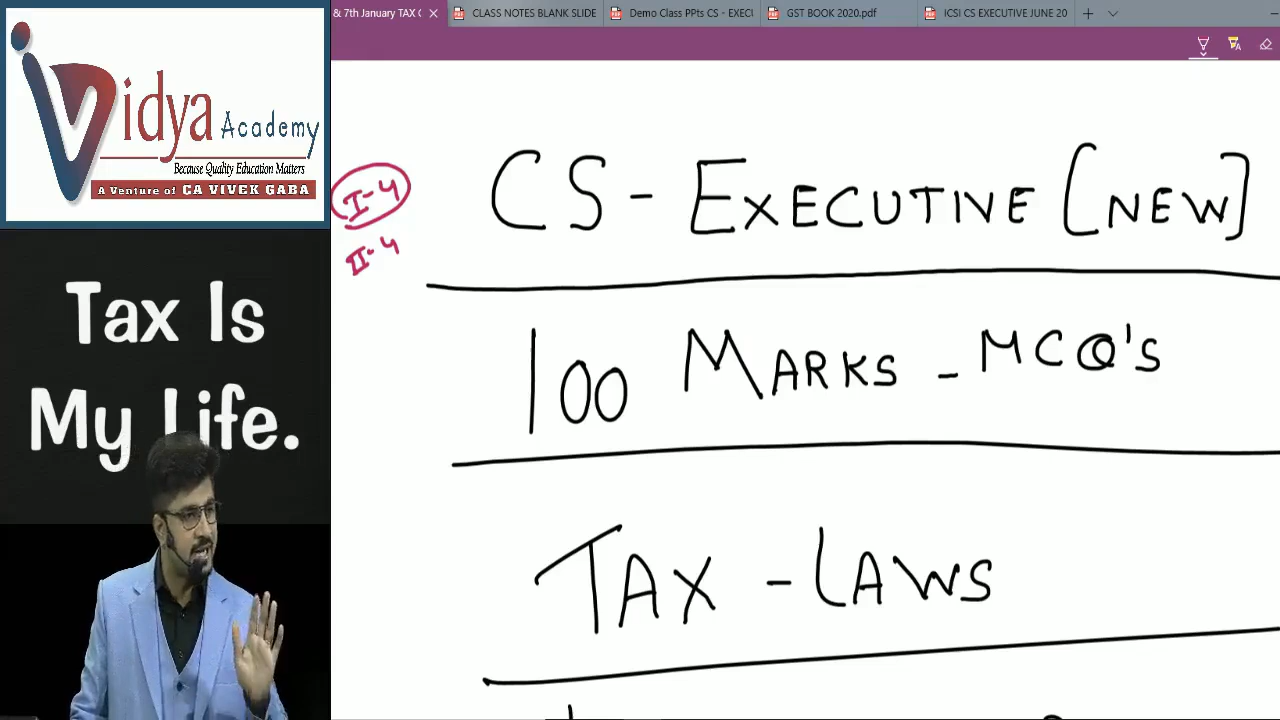 & 7th January TAX
CLASS NOTES BLANK SLIDE
Demo Class PPts CS - EXECU
GST BOOK 2020.pdf
ICSI CS EXECUTIVE JUNE 20
Vidya Academy
Because Quality Education Matters
A Venture of CA VIVEK GABA
I-4
II-4
CS - EXECUTIVE [NEW]
100 MARKS - MCQ's
TAX - LAWS
Tax Is
My Life.